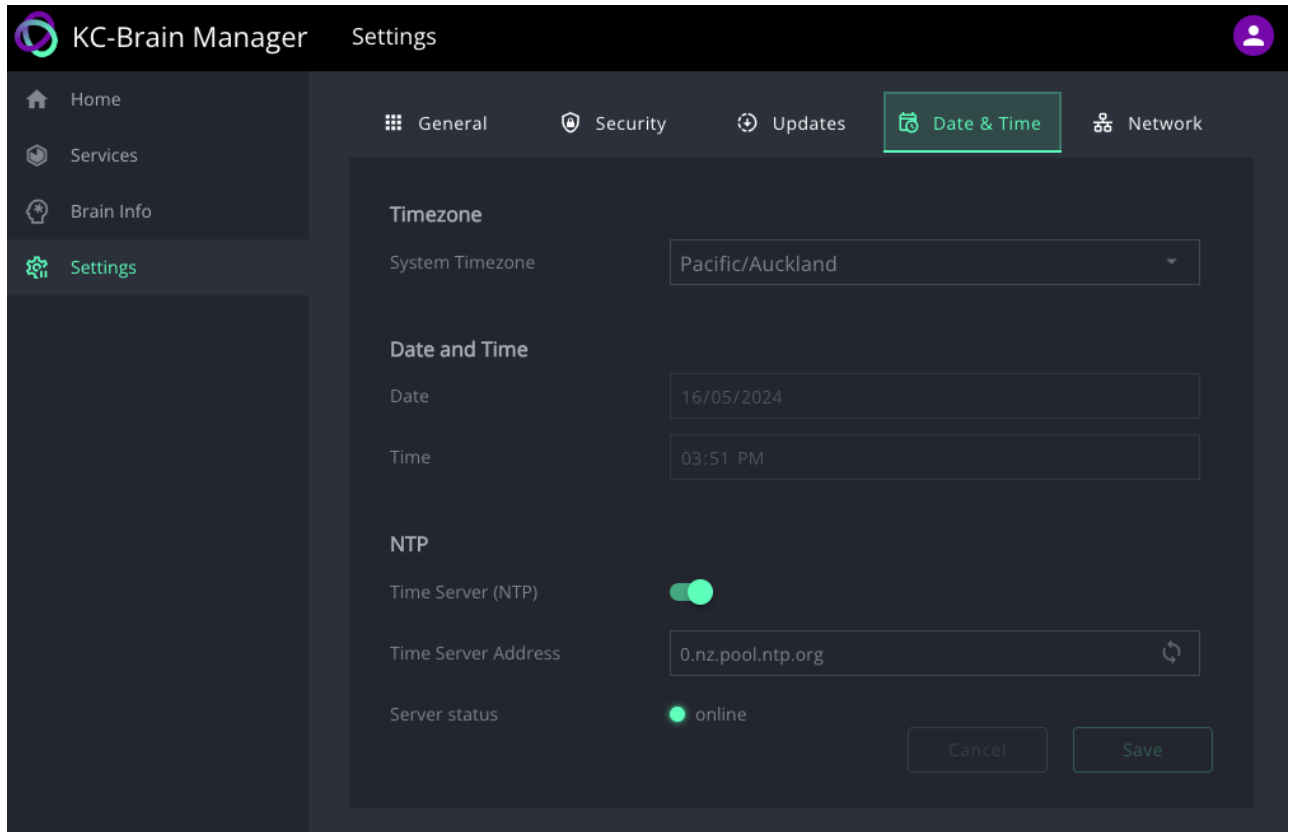 KC-Brain Manager
Settings
Home
Services
Brain Info
Settings
General
Security
Updates
Date & Time
Network
Timezone
System Timezone
Pacific/Auckland
Date and Time
Date
16/05/2024
Time
03:51 PM
NTP
Time Server (NTP)
Time Server Address
0.nz.pool.ntp.org
Server status
online
Cancel
Save